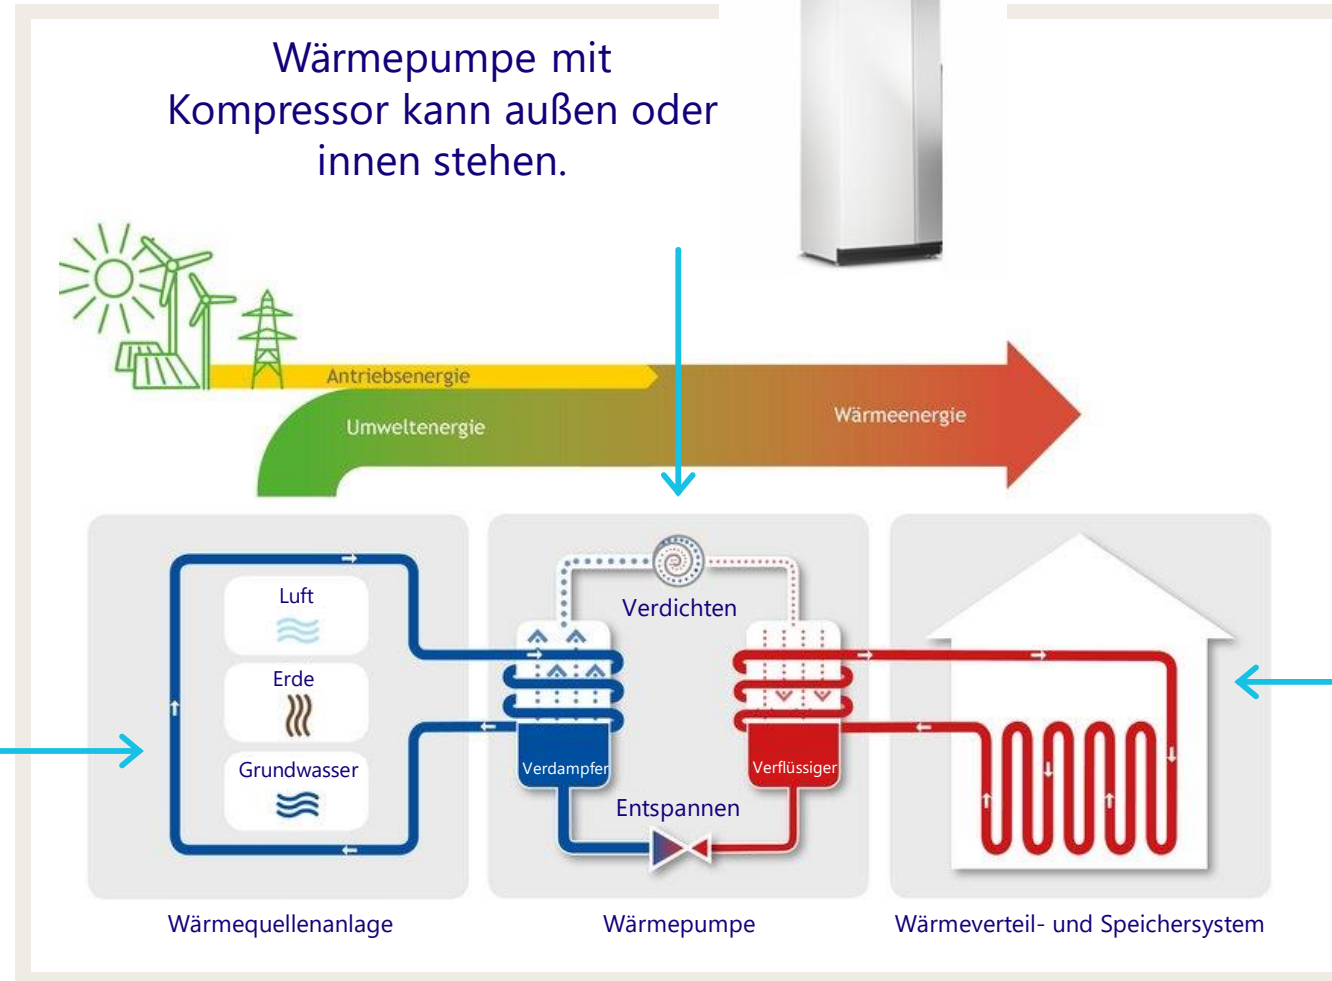 Wärmepumpe mit
Kompressor kann außen oder
innen stehen.
Antriebsenergie
Umweltenergie
Wärmeenergie
Luft
Erde
Grundwasser
Verdichten
Verdampfer
Verflüssiger
Entspannen
Wärmequellenanlage
Wärmepumpe
Wärmeverteil- und Speichersystem